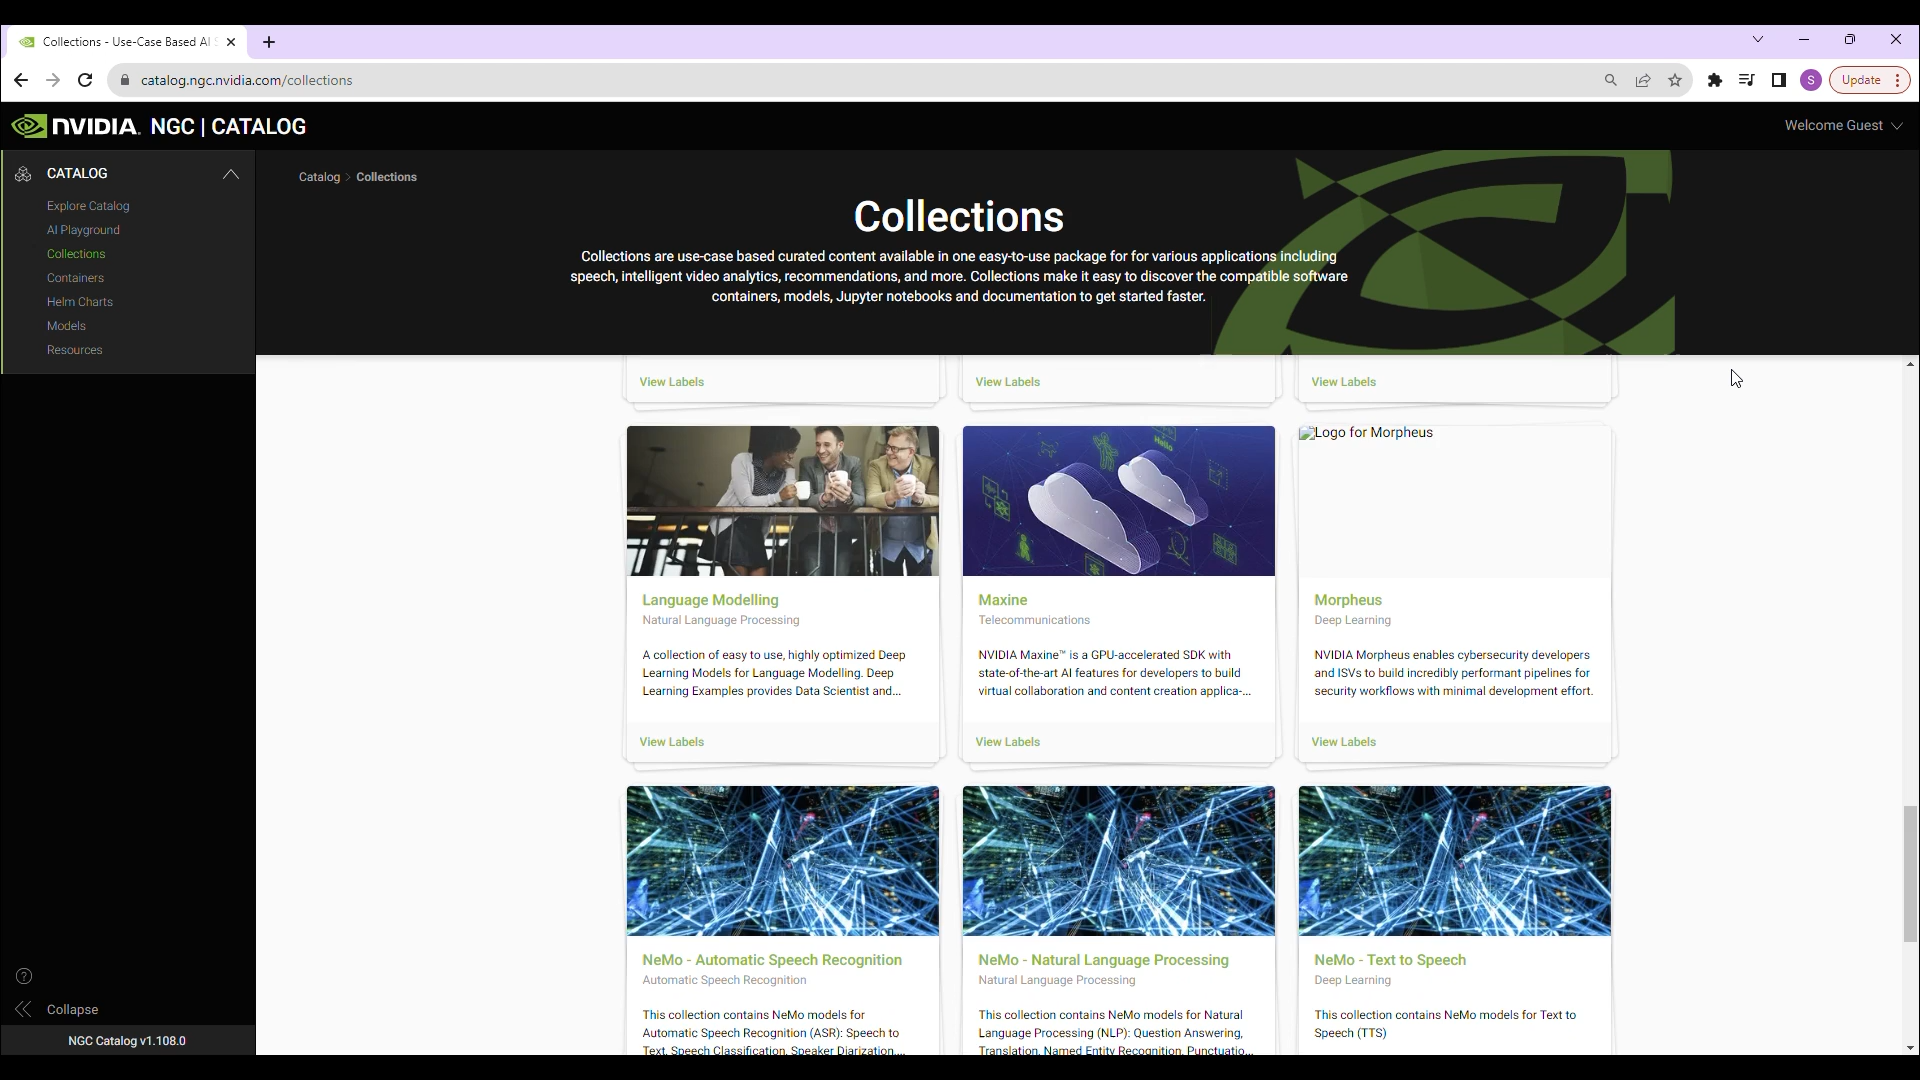 Collections - Use-Case Based AI S
catalog.ngc.nvidia.com/collections
S
Update
NVIDIA. NGC | CATALOG
Welcome Guest
CATALOG
Explore Catalog
AI Playground
Collections
Containers
Helm Charts
Models
Resources
Catalog > Collections
Collections
Collections are use-case based curated content available in one easy-to-use package for for various applications including
speech, intelligent video analytics, recommendations, and more. Collections make it easy to discover the compatible software
containers, models, Jupyter notebooks and documentation to get started faster.
View Labels
View Labels
View Labels
Language Modelling
Natural Language Processing
A collection of easy to use, highly optimized Deep
Learning Models for Language Modelling. Deep
Learning Examples provides Data Scientist and...
View Labels
Hello
Maxine
Telecommunications
NVIDIA Maxine™ is a GPU-accelerated SDK with
state-of-the-art AI features for developers to build
virtual collaboration and content creation applica-...
View Labels
Logo for Morpheus
Morpheus
Deep Learning
NVIDIA Morpheus enables cybersecurity developers
and ISVs to build incredibly performant pipelines for
security workflows with minimal development effort.
View Labels
NeMo - Automatic Speech Recognition
Automatic Speech Recognition
This collection contains NeMo models for
Automatic Speech Recognition (ASR): Speech to
Text, Speech Classification, Speaker Diarization,...
NeMo - Natural Language Processing
Natural Language Processing
This collection contains NeMo models for Natural
Language Processing (NLP): Question Answering,
Translation, Named Entity Recognition, Punctuatio...
NeMo - Text to Speech
Deep Learning
This collection contains NeMo models for Text to
Speech (TTS)
?
Collapse
NGC Catalog v1.108.0